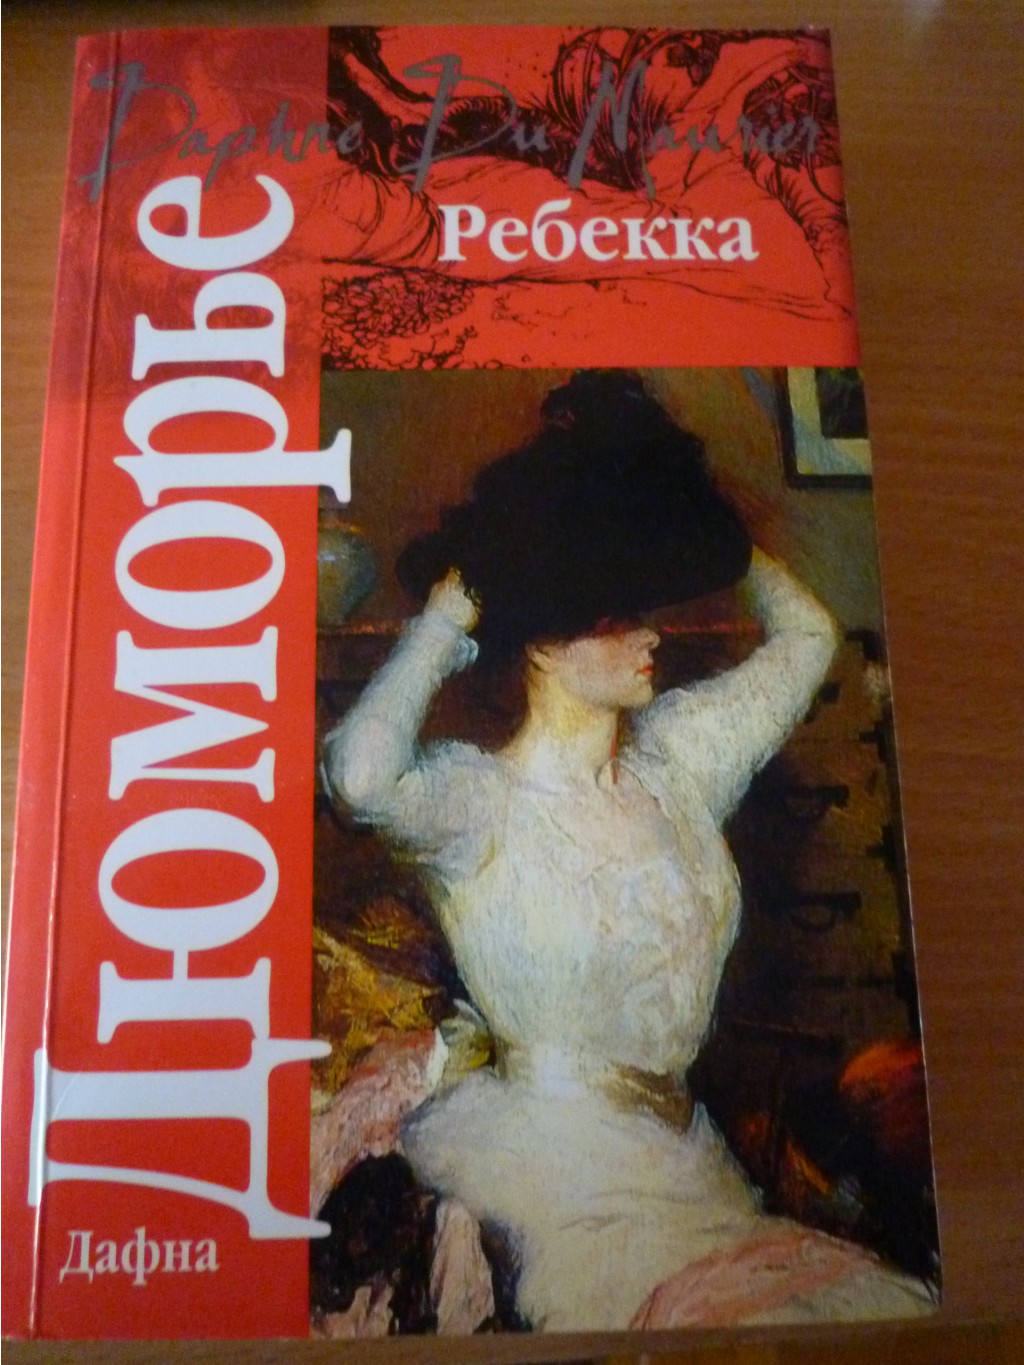 Daphne Du Maurier
Ребекка
Дюморье
Дафна